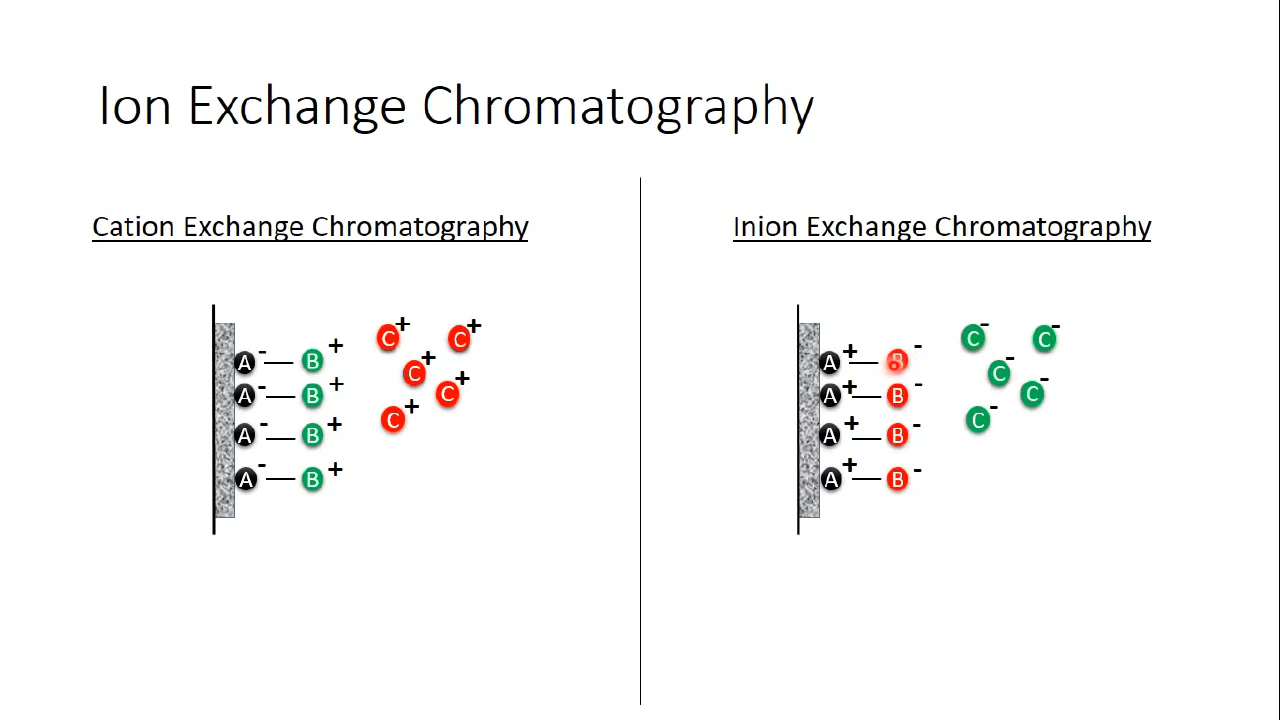 Ion Exchange Chromatography
Cation Exchange Chromatography
Inion Exchange Chromatography
C+ C+
A- — B+
C+
A- — B+
C+
C+
A- — B+
A- — B+
C- C-
A+ — B-
C-
A+ — B-
C-
C-
A+ — B-
A+ — B-